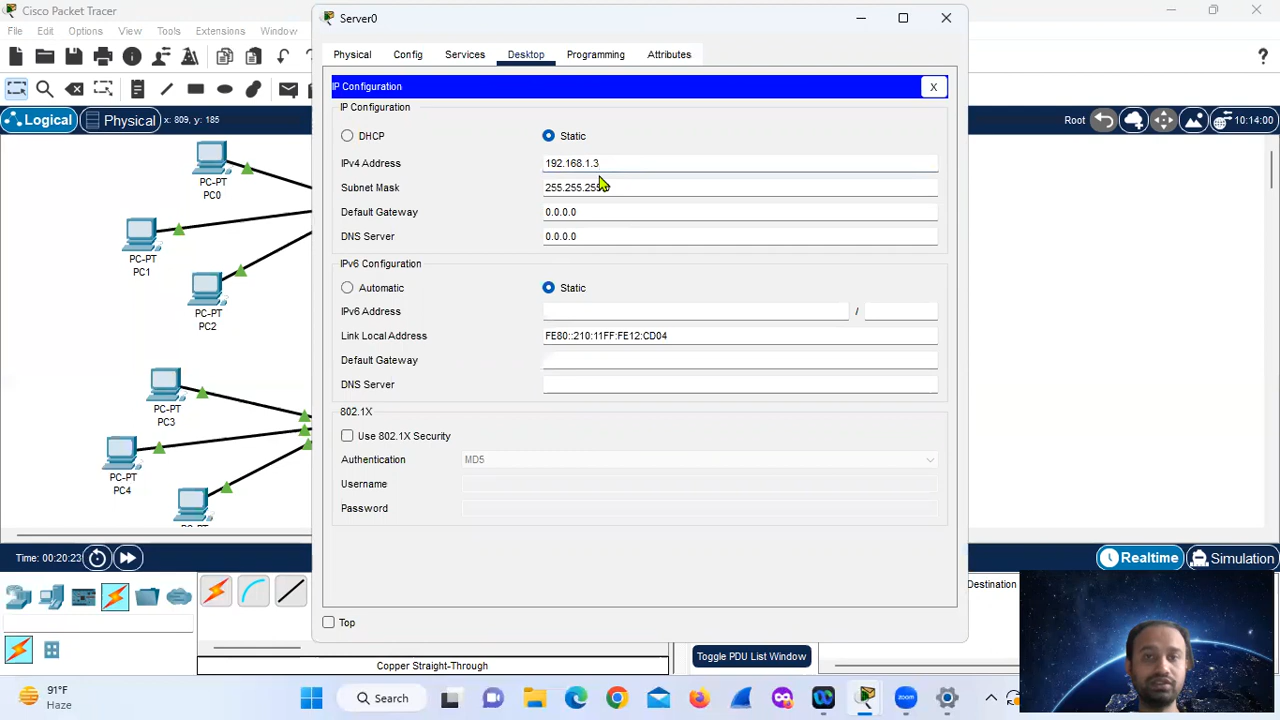 Cisco Packet Tracer
File Edit Options View Tools Extensions Window
Server0
Physical Config Services Desktop Programming Attributes
IP Configuration X
IP Configuration
DHCP Static
IPv4 Address 192.168.1.3
Subnet Mask 255.255.255
Default Gateway 0.0.0.0
DNS Server 0.0.0.0
IPv6 Configuration
Automatic Static
IPv6 Address /
Link Local Address FE80::210:11FF:FE12:CD04
Default Gateway
DNS Server
802.1X
Use 802.1X Security
Authentication MD5
Username
Password
Top
Logical Physical x: 809, y: 185
Root 10:14:00
PC-PT
PC0
PC-PT
PC1
PC-PT
PC2
PC-PT
PC3
PC-PT
PC4
Time: 00:20:23
Realtime Simulation
Destination
Copper Straight-Through
Toggle PDU List Window
91°F
Haze
Search
zoom